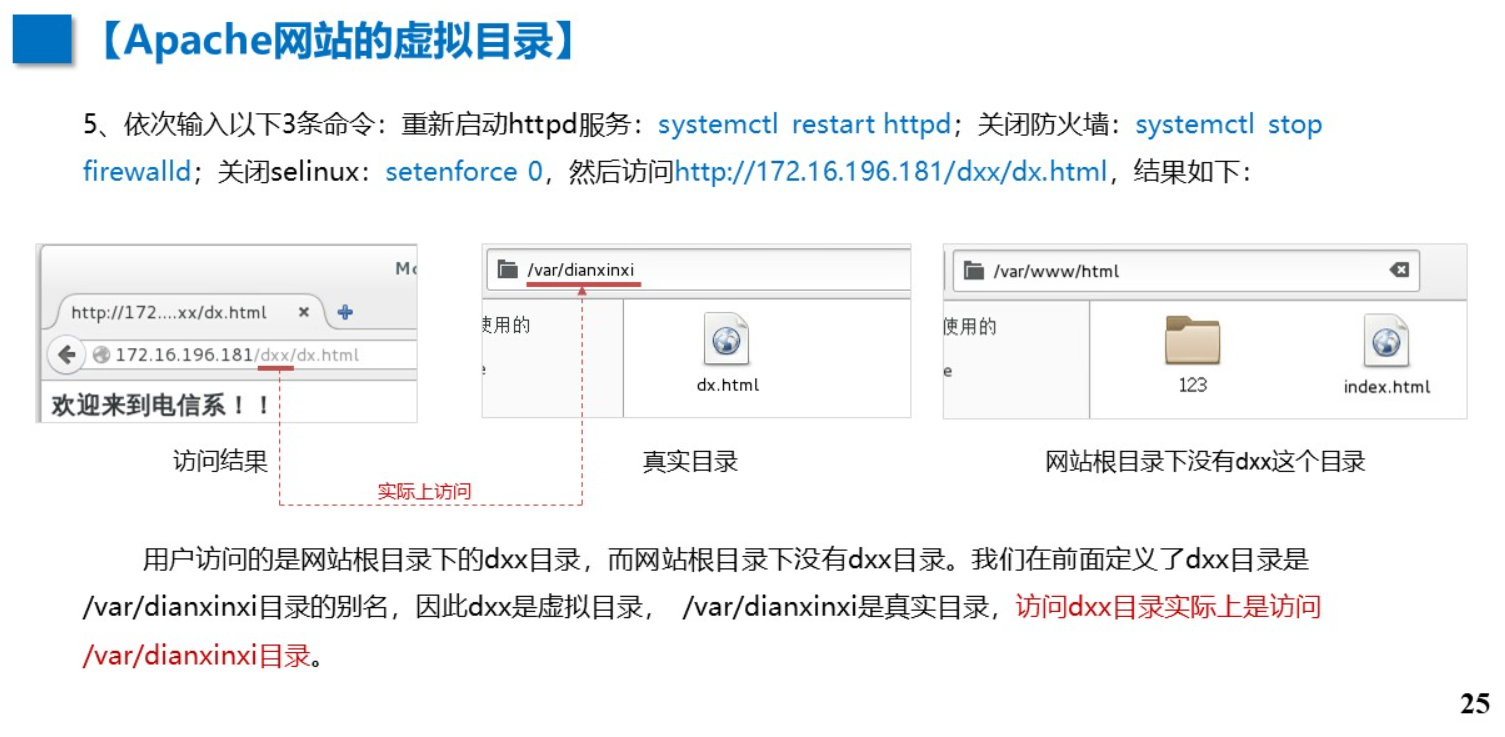 【Apache网站的虚拟目录】
5、依次输入以下3条命令：重新启动httpd服务：systemctl restart httpd；关闭防火墙：systemctl stop
firewalld；关闭selinux：setenforce 0，然后访问http://172.16.196.181/dxx/dx.html，结果如下：
Mo
http://172....xx/dx.html
172.16.196.181/dxx/dx.html
欢迎来到电信系！！
访问结果
/var/dianxinxi
使用的
e
dx.html
真实目录
/var/www/html
使用的
e
123
index.html
网站根目录下没有dxx这个目录
实际上访问
用户访问的是网站根目录下的dxx目录，而网站根目录下没有dxx目录。我们在前面定义了dxx目录是
/var/dianxinxi目录的别名，因此dxx是虚拟目录， /var/dianxinxi是真实目录，访问dxx目录实际上是访问
/var/dianxinxi目录。
25